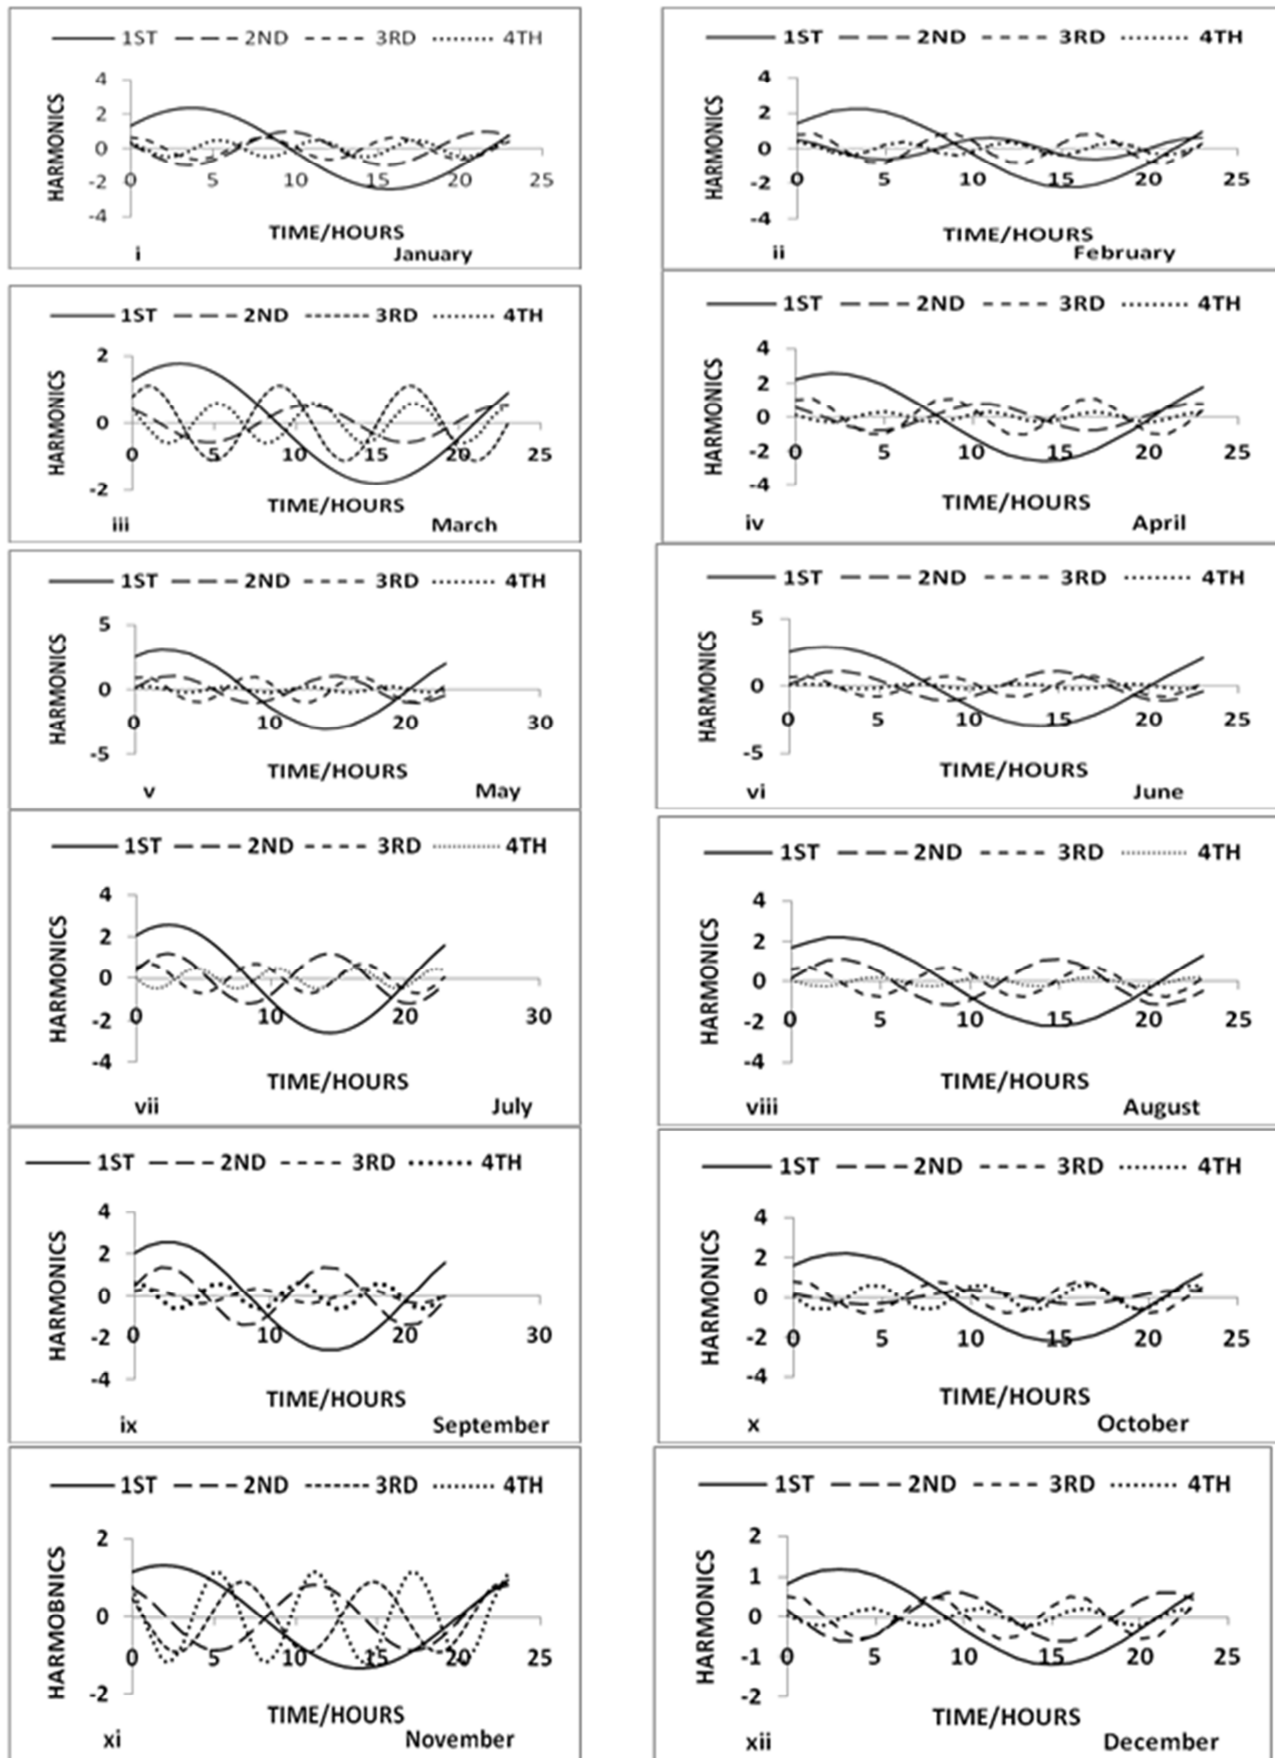 1ST 2ND 3RD 4TH
HARMONICS
4
2
0
-2
-4
0 5 10 15 20 25
TIME/HOURS
i January
1ST 2ND 3RD 4TH
HARMONICS
4
2
0
-2
-4
0 5 10 15 20 25
TIME/HOURS
ii February
1ST 2ND 3RD 4TH
HARMONICS
2
0
-2
0 5 10 15 20 25
TIME/HOURS
iii March
1ST 2ND 3RD 4TH
HARMONICS
4
2
0
-2
-4
0 5 10 15 20 25
TIME/HOURS
iv April
1ST 2ND 3RD 4TH
HARMONICS
5
0
-5
0 10 20 30
TIME/HOURS
v May
1ST 2ND 3RD 4TH
HARMONICS
5
0
-5
0 5 10 15 20 25
TIME/HOURS
vi June
1ST 2ND 3RD 4TH
HARMONICS
4
2
0
-2
-4
0 10 20 30
TIME/HOURS
vii July
1ST 2ND 3RD 4TH
HARMONICS
4
2
0
-2
-4
0 5 10 15 20 25
TIME/HOURS
viii August
1ST 2ND 3RD 4TH
HARMONICS
4
2
0
-2
-4
0 10 20 30
TIME/HOURS
ix September
1ST 2ND 3RD 4TH
HARMONICS
4
2
0
-2
-4
0 5 10 15 20 25
TIME/HOURS
x October
1ST 2ND 3RD 4TH
HARMOBNICS
2
0
-2
0 5 10 15 20 25
TIME/HOURS
xi November
1ST 2ND 3RD 4TH
HARMONICS
2
1
0
-1
-2
0 5 10 15 20 25
TIME/HOURS
xii December